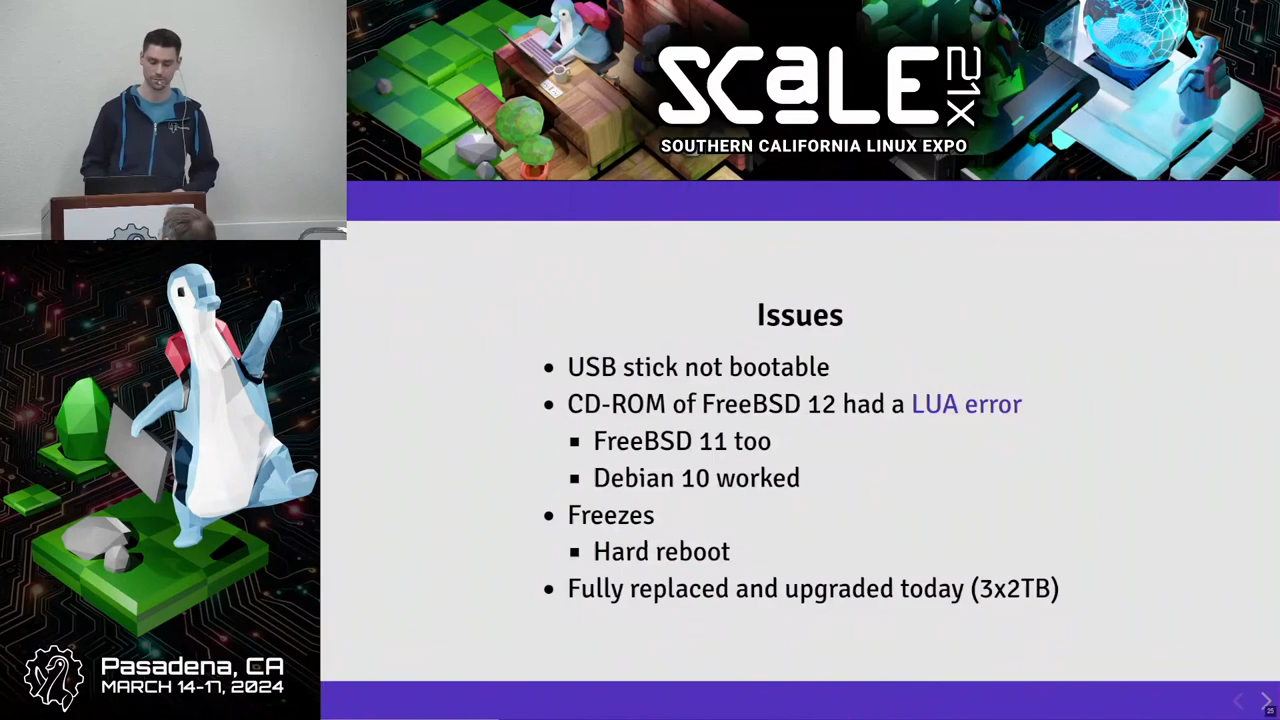 SCaLE 21x
SOUTHERN CALIFORNIA LINUX EXPO
Issues
• USB stick not bootable
• CD-ROM of FreeBSD 12 had a LUA error
▪ FreeBSD 11 too
▪ Debian 10 worked
• Freezes
▪ Hard reboot
• Fully replaced and upgraded today (3x2TB)
Pasadena, CA
MARCH 14-17, 2024
25